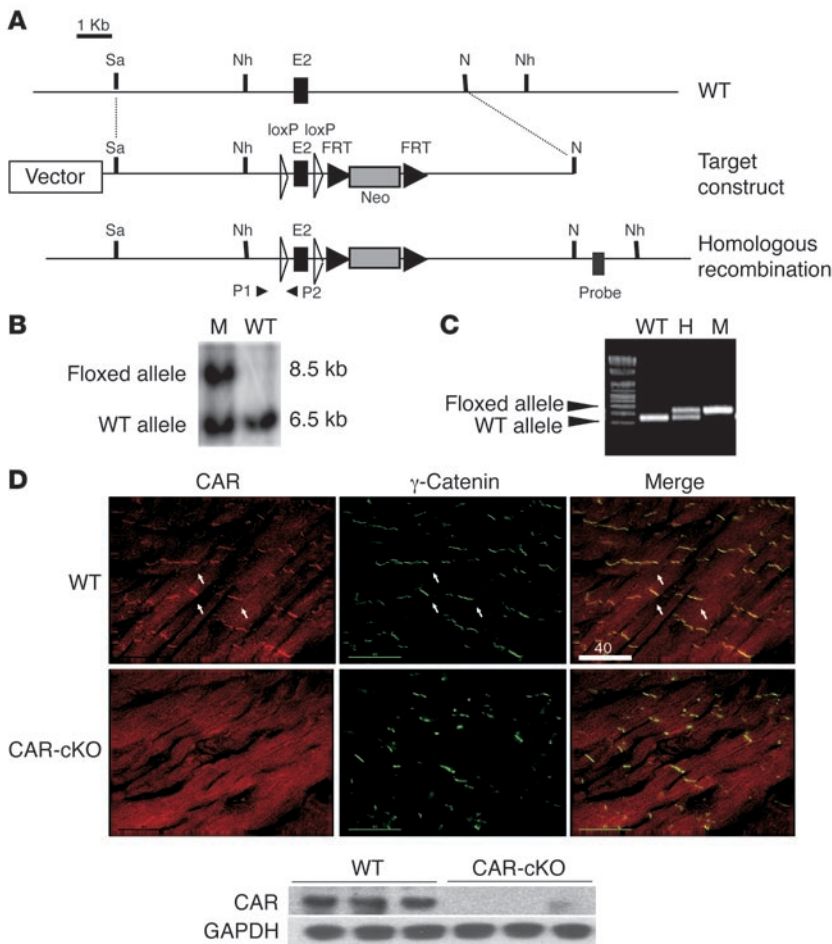 A
1 Kb
Sa Nh E2 N Nh
WT
loxP loxP
Sa Nh E2 FRT FRT N
Vector
Neo
Target
construct
Sa Nh E2 N Nh
Homologous
recombination
P1 P2 Probe
B
M WT
Floxed allele 8.5 kb
WT allele 6.5 kb
C
WT H M
Floxed allele
WT allele
D
CAR γ-Catenin Merge
WT
40
CAR-cKO
WT CAR-cKO
CAR
GAPDH